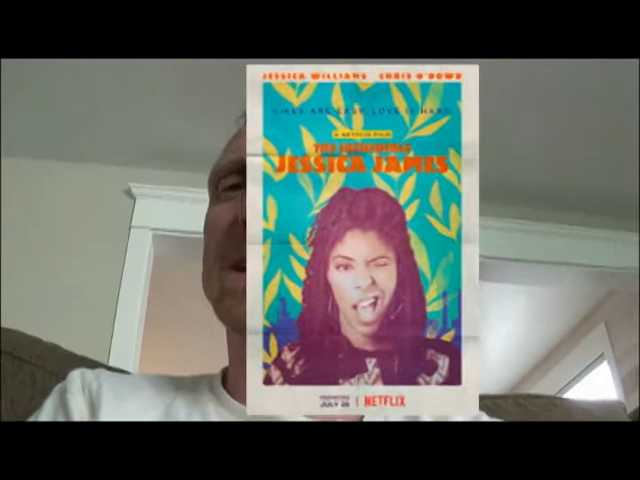 JESSICA WILLIAMS CHRIS O'DOWD
LIKES ARE EASY, LOVE IS HARD
A NETFLIX FILM
THE INCREDIBLE
JESSICA JAMES
JULY 28 | NETFLIX